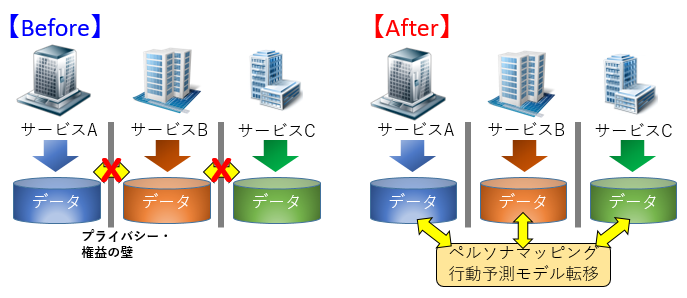 【Before】
サービスA
サービスB
サービスC
データ
データ
データ
プライバシー・
権益の壁
【After】
サービスA
サービスB
サービスC
データ
データ
データ
ペルソナマッピング
行動予測モデル転移